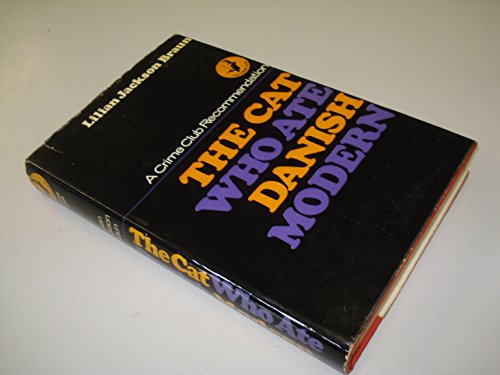 Lilian Jackson Braun
A Crime Club Recommendation
THE CAT
WHO ATE
DANISH
MODERN
The Cat Who Ate